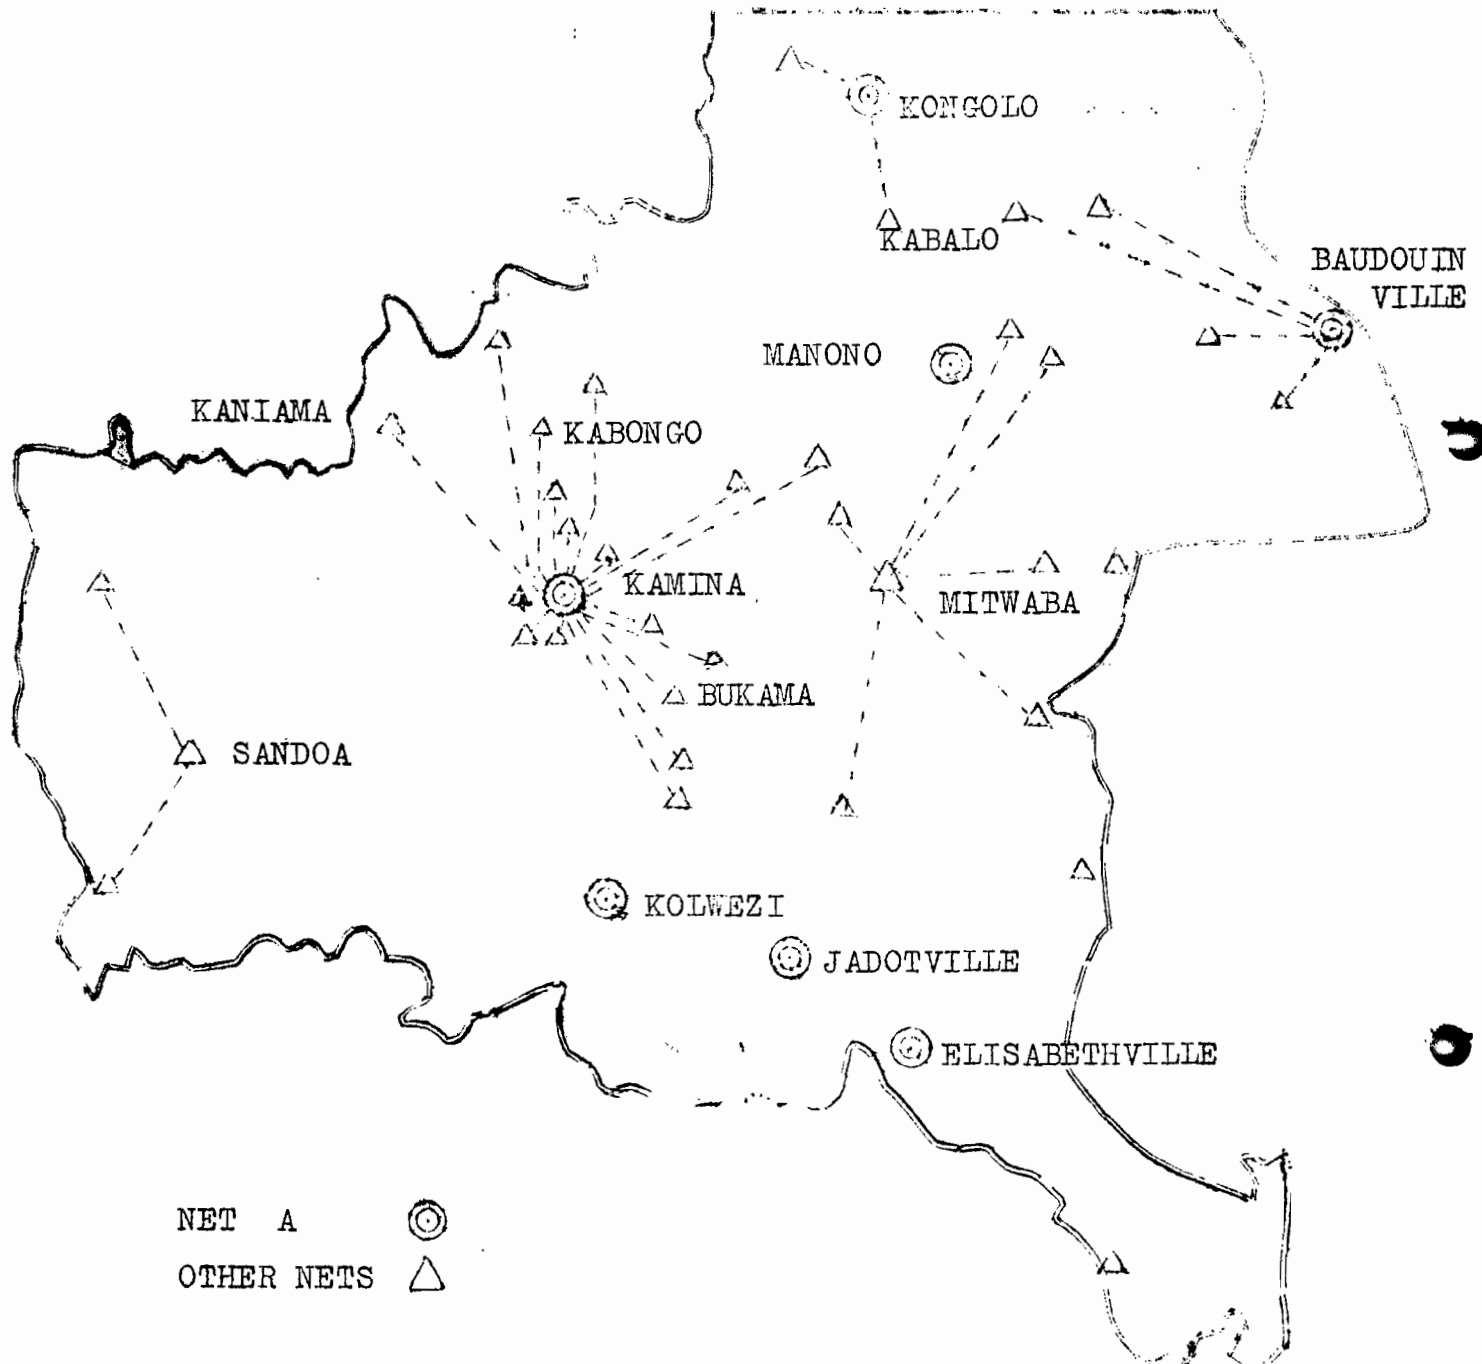 KONGOLO
KABALO
BAUDOUIN
VILLE
MANONO
KANIAMA
KABONGO
KAMINA
MITWABA
BUKAMA
SANDOA
KOLWEZI
JADOTVILLE
ELISABETHVILLE
NET A
OTHER NETS